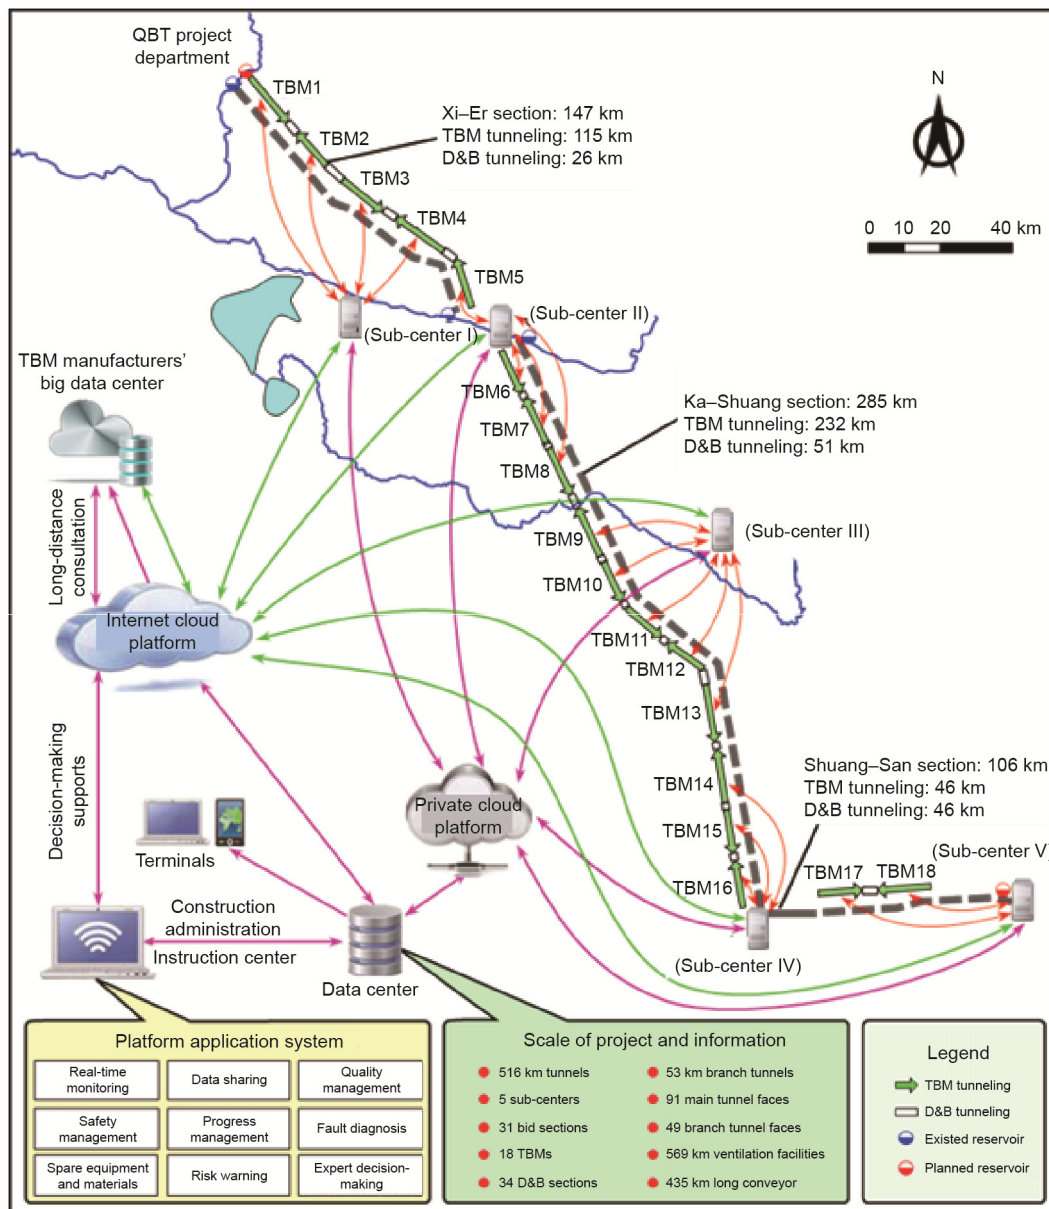 QBT project
department
TBM1
TBM2
TBM3
TBM4
TBM5
Xi–Er section: 147 km
TBM tunneling: 115 km
D&B tunneling: 26 km
N
0 10 20 40 km
(Sub-center I)
(Sub-center II)
TBM manufacturers'
big data center
TBM6
TBM7
TBM8
TBM9
TBM10
TBM11
TBM12
TBM13
TBM14
TBM15
TBM16
Ka–Shuang section: 285 km
TBM tunneling: 232 km
D&B tunneling: 51 km
(Sub-center III)
Long-distance
consultation
Internet cloud
platform
Decision-making
supports
Private cloud
platform
Terminals
Shuang–San section: 106 km
TBM tunneling: 46 km
D&B tunneling: 46 km
(Sub-center V)
TBM17
TBM18
(Sub-center IV)
Construction
administration
Instruction center
Data center
Platform application system
Real-time
monitoring
Data sharing
Quality
management
Safety
management
Progress
management
Fault diagnosis
Spare equipment
and materials
Risk warning
Expert decision-
making
Scale of project and information
516 km tunnels
5 sub-centers
31 bid sections
18 TBMs
34 D&B sections
53 km branch tunnels
91 main tunnel faces
49 branch tunnel faces
569 km ventilation facilities
435 km long conveyor
Legend
TBM tunneling
D&B tunneling
Existed reservoir
Planned reservoir